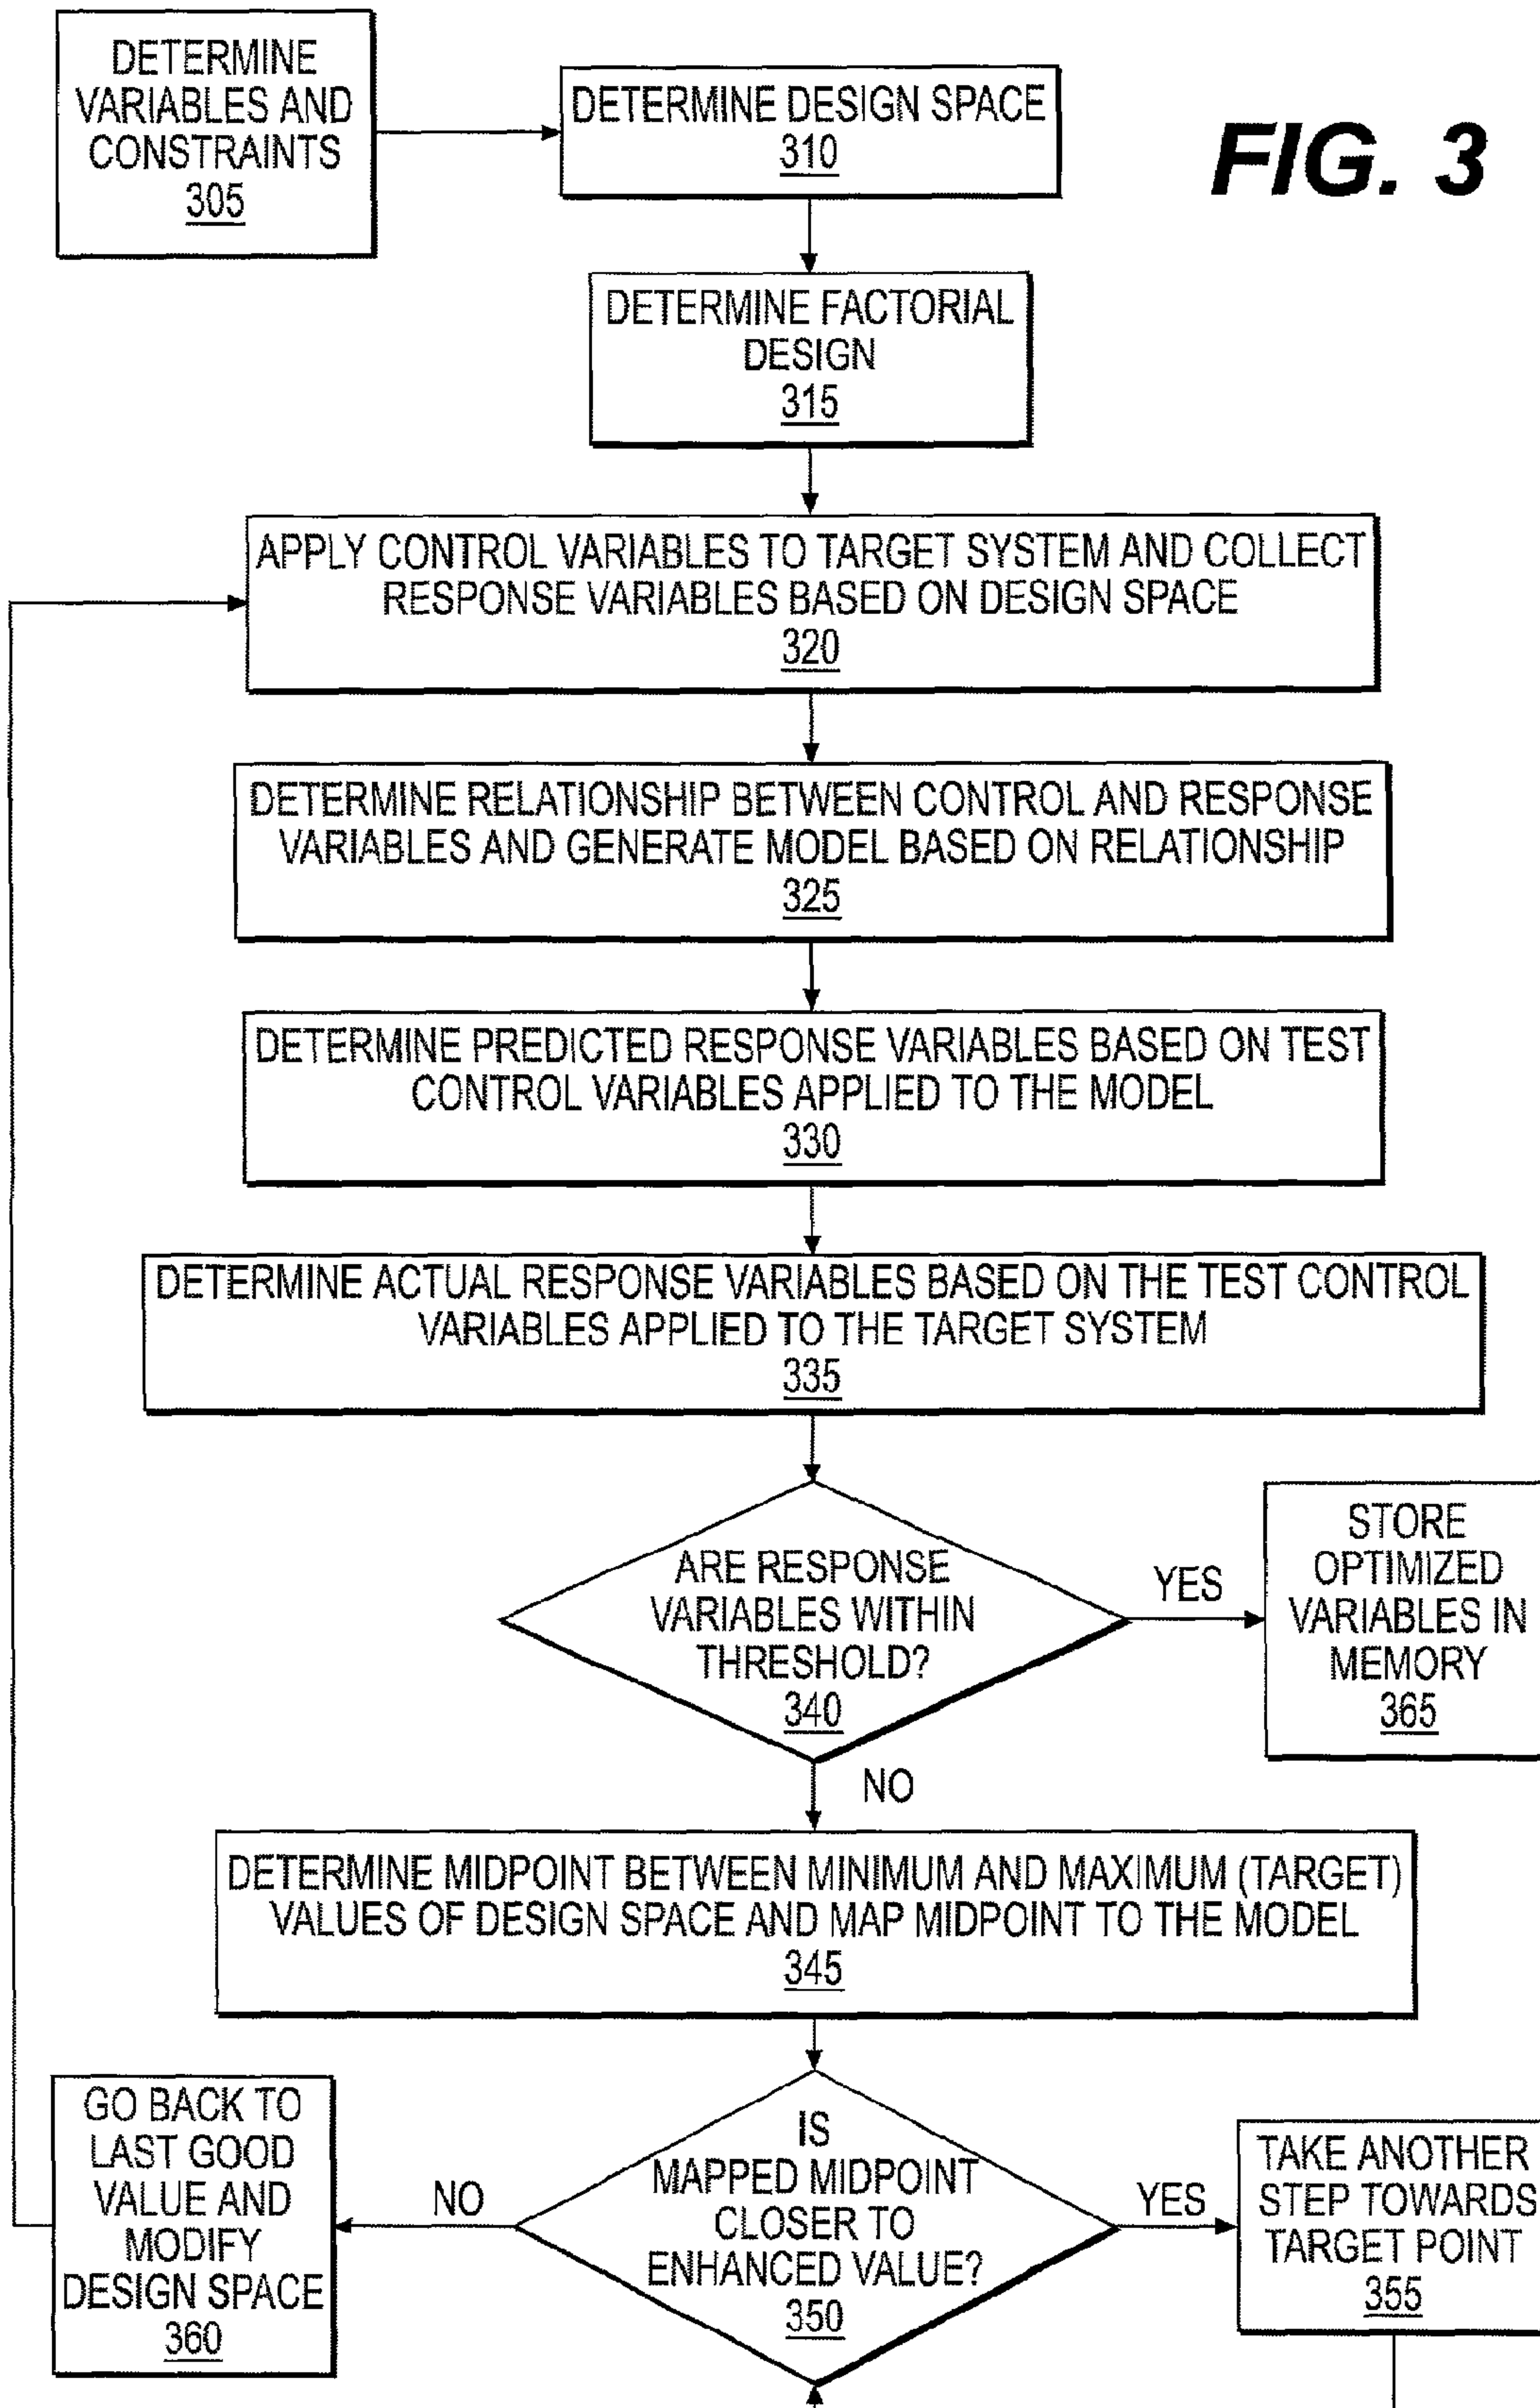 DETERMINE
VARIABLES AND
CONSTRAINTS
305
DETERMINE DESIGN SPACE
310
FIG. 3
DETERMINE FACTORIAL
DESIGN
315
APPLY CONTROL VARIABLES TO TARGET SYSTEM AND COLLECT
RESPONSE VARIABLES BASED ON DESIGN SPACE
320
DETERMINE RELATIONSHIP BETWEEN CONTROL AND RESPONSE
VARIABLES AND GENERATE MODEL BASED ON RELATIONSHIP
325
DETERMINE PREDICTED RESPONSE VARIABLES BASED ON TEST
CONTROL VARIABLES APPLIED TO THE MODEL
330
DETERMINE ACTUAL RESPONSE VARIABLES BASED ON THE TEST CONTROL
VARIABLES APPLIED TO THE TARGET SYSTEM
335
ARE RESPONSE
VARIABLES WITHIN
THRESHOLD?
340
YES
STORE
OPTIMIZED
VARIABLES IN
MEMORY
365
NO
DETERMINE MIDPOINT BETWEEN MINIMUM AND MAXIMUM (TARGET)
VALUES OF DESIGN SPACE AND MAP MIDPOINT TO THE MODEL
345
GO BACK TO
LAST GOOD
VALUE AND
MODIFY
DESIGN SPACE
360
NO
IS
MAPPED MIDPOINT
CLOSER TO
ENHANCED VALUE?
350
YES
TAKE ANOTHER
STEP TOWARDS
TARGET POINT
355